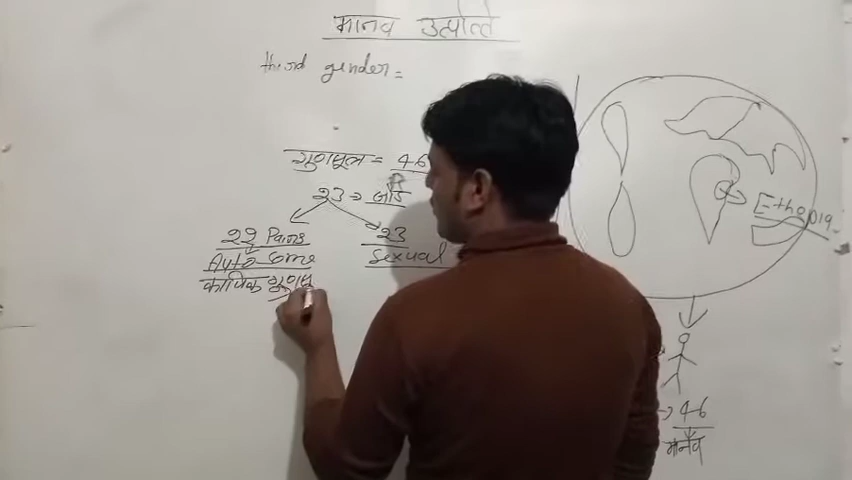 मानव उत्पत्ति
third gender =
गुणसूत्र = 46
23 → जोड़े
22 Pairs
23
Autosome
Sexual
कायिक गुणसू
Ethopia
→ 46
मानव